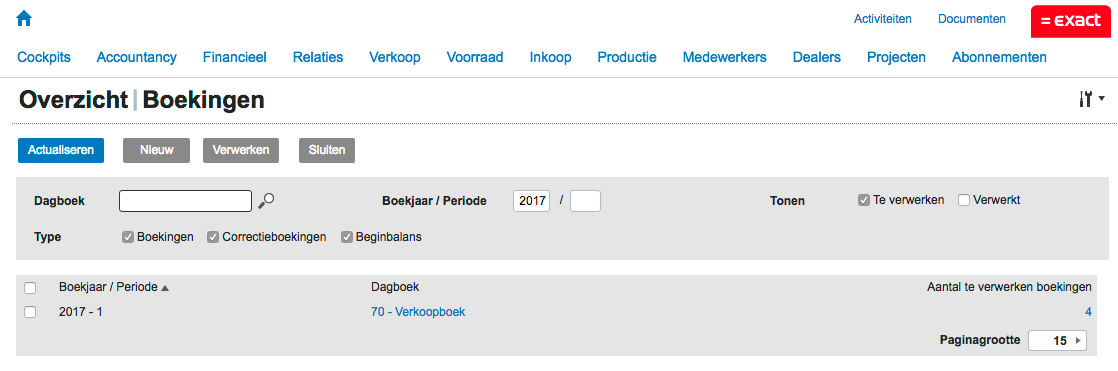 Activiteiten Documenten = exact
Cockpits Accountancy Financieel Relaties Verkoop Voorraad Inkoop Productie Medewerkers Dealers Projecten Abonnementen
Overzicht | Boekingen
Actualiseren Nieuw Verwerken Sluiten
Dagboek Boekjaar / Periode 2017 / Tonen Te verwerken Verwerkt
Type Boekingen Correctieboekingen Beginbalans
Boekjaar / Periode Dagboek Aantal te verwerken boekingen
2017 - 1 70 - Verkoopboek 4
Paginagrootte 15